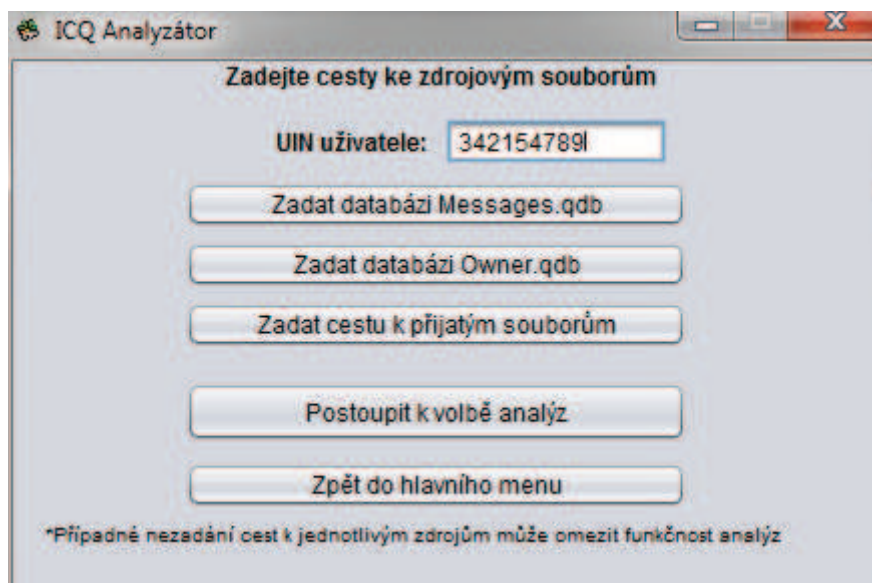 ICQ Analyzátor
Zadejte cesty ke zdrojovým souborům
UIN uživatele: 342154789
Zadat databázi Messages.qdb
Zadat databázi Owner.qdb
Zadat cestu k přijatým souborům
Postoupit k volbě analýz
Zpět do hlavního menu
*Případné nezadání cest k jednotlivým zdrojům může omezit funkčnost analýz